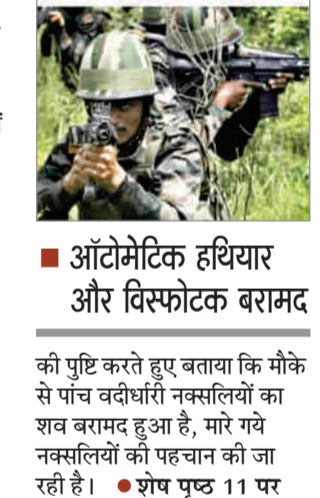 ■ ऑटोमेटिक हथियार
और विस्फोटक बरामद
की पुष्टि करते हुए बताया कि मौके
से पांच वर्दीधारी नक्सलियों का
शव बरामद हुआ है, मारे गये
नक्सलियों की पहचान की जा
रही है। ● शेष पृष्ठ 11 पर